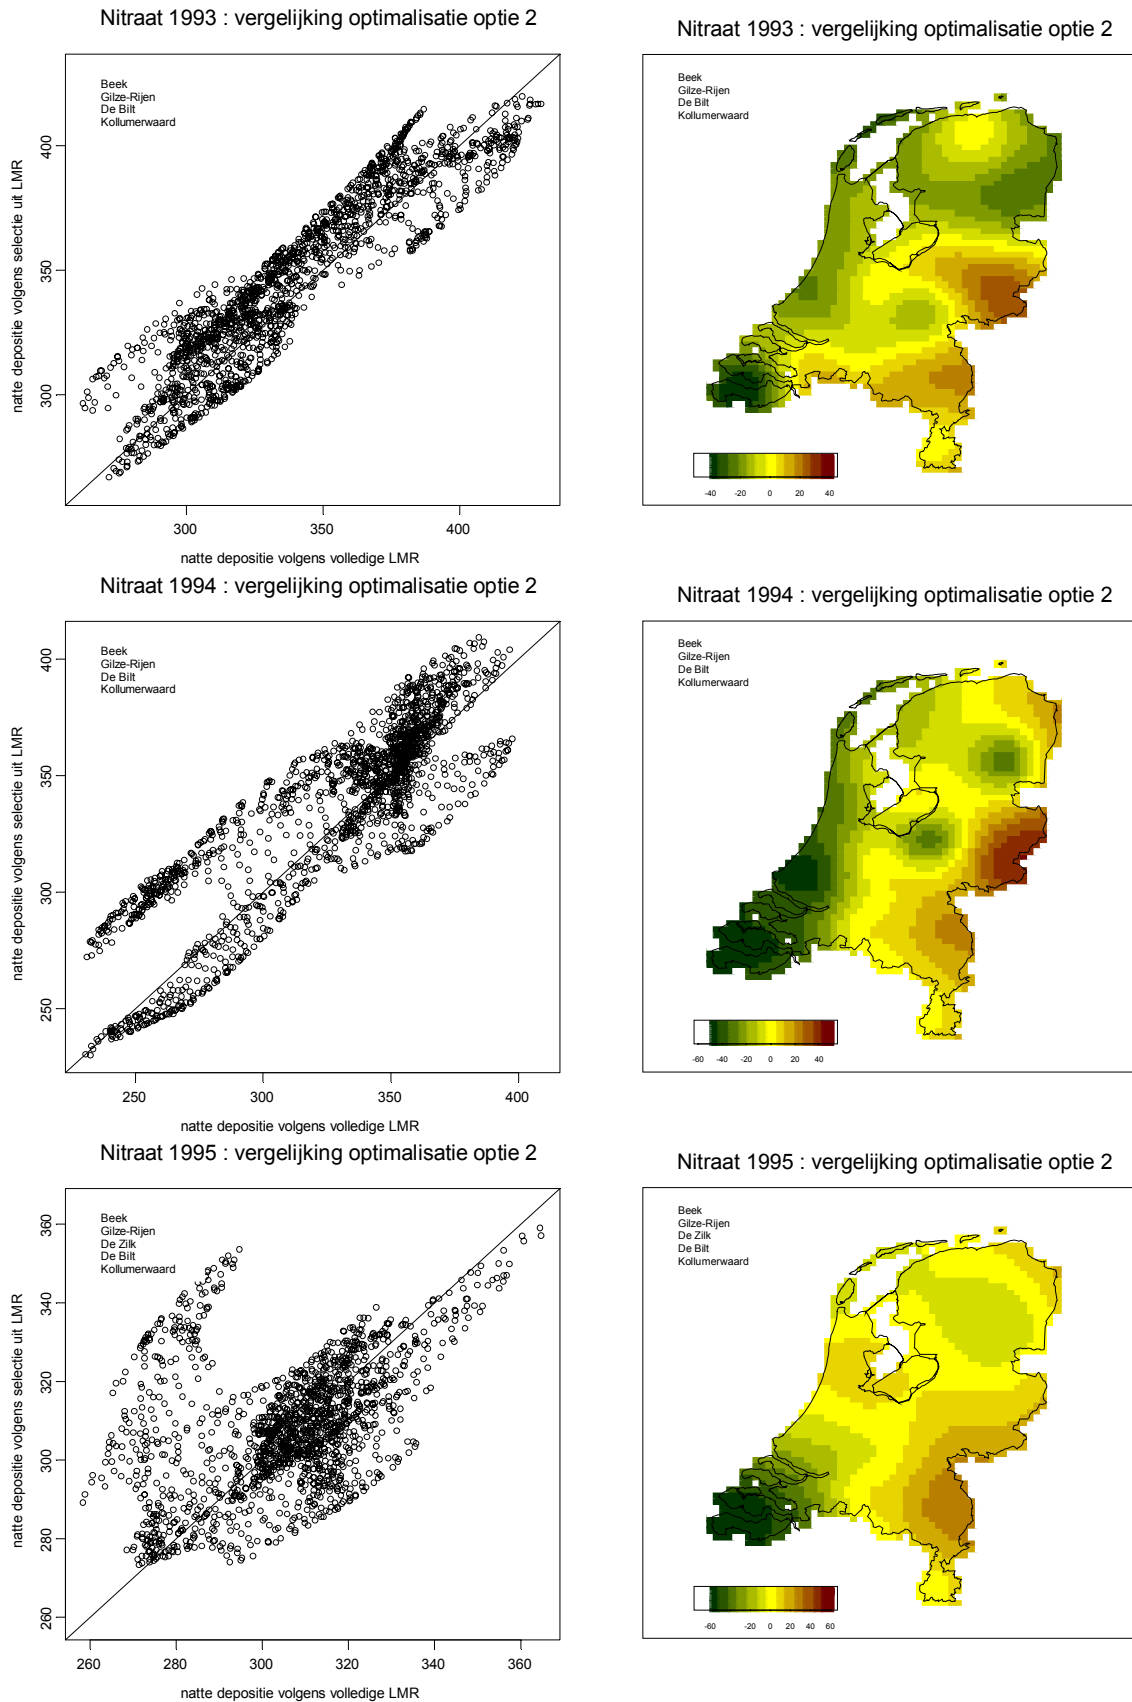 Nitraat 1993 : vergelijking optimalisatie optie 2
Beek
Gilze-Rijen
De Bilt
Kollumerwaard
natte depositie volgens selectie uit LMR
400
350
300
300 350 400
natte depositie volgens volledige LMR
Nitraat 1993 : vergelijking optimalisatie optie 2
Beek
Gilze-Rijen
De Bilt
Kollumerwaard
-40 -20 0 20 40
Nitraat 1994 : vergelijking optimalisatie optie 2
Beek
Gilze-Rijen
De Bilt
Kollumerwaard
natte depositie volgens selectie uit LMR
400
350
300
250
250 300 350 400
natte depositie volgens volledige LMR
Nitraat 1994 : vergelijking optimalisatie optie 2
Beek
Gilze-Rijen
De Bilt
Kollumerwaard
-60 -40 -20 0 20 40
Nitraat 1995 : vergelijking optimalisatie optie 2
Beek
Gilze-Rijen
De Zilk
De Bilt
Kollumerwaard
natte depositie volgens selectie uit LMR
360
340
320
300
280
260
260 280 300 320 340 360
natte depositie volgens volledige LMR
Nitraat 1995 : vergelijking optimalisatie optie 2
Beek
Gilze-Rijen
De Zilk
De Bilt
Kollumerwaard
-60 -30 0 20 40 60